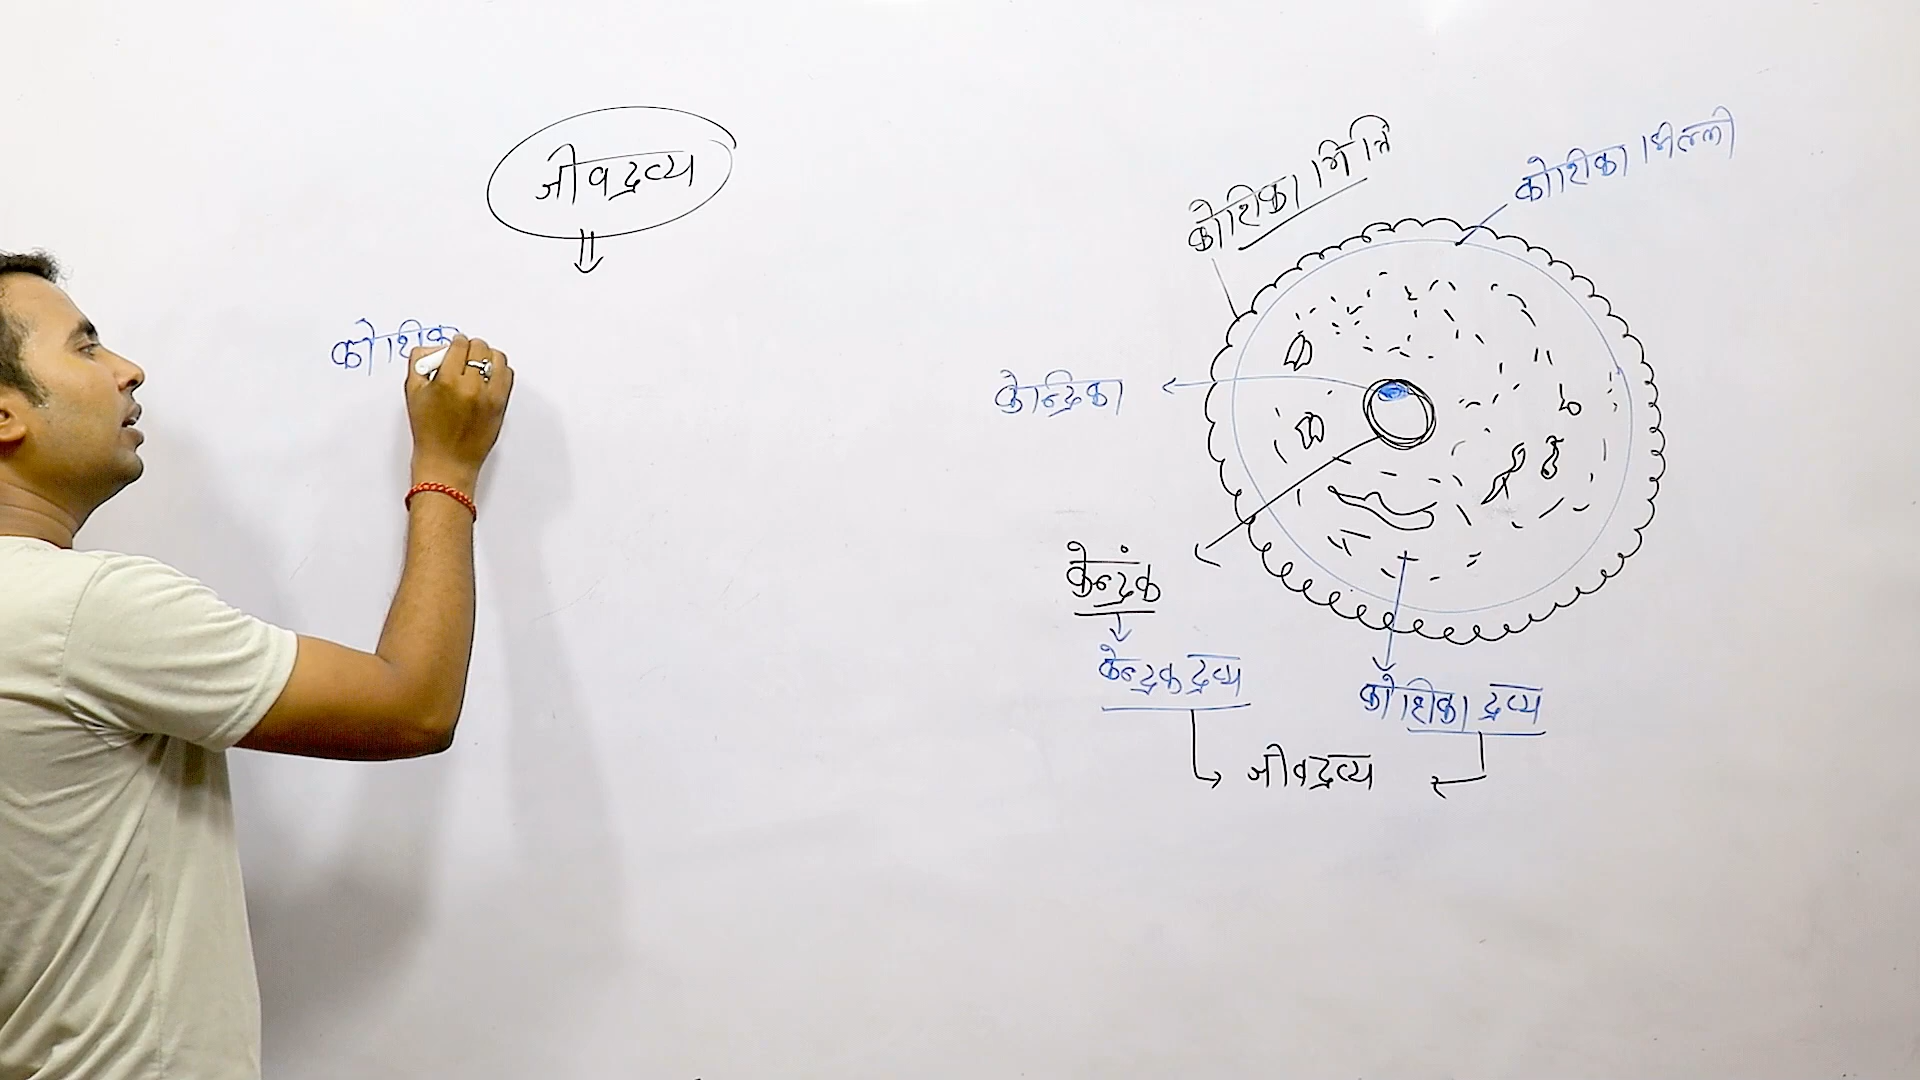 जीवद्रव्य
कोशिक
कोशिका भित्ति
कोशिका झिल्ली
केन्द्रिका
केन्द्रक
केन्द्रक द्रव्य
कोशिका द्रव्य
जीवद्रव्य